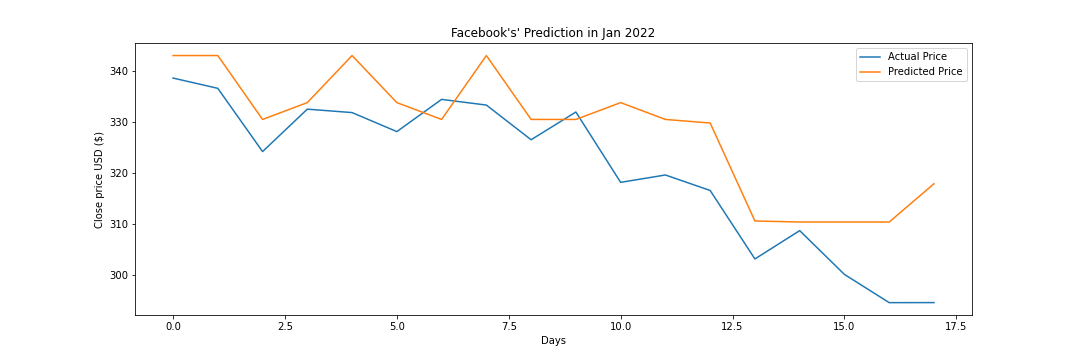 Facebook's' Prediction in Jan 2022
Actual Price
Predicted Price
Close price USD ($)
340
330
320
310
300
0.0 2.5 5.0 7.5 10.0 12.5 15.0 17.5
Days